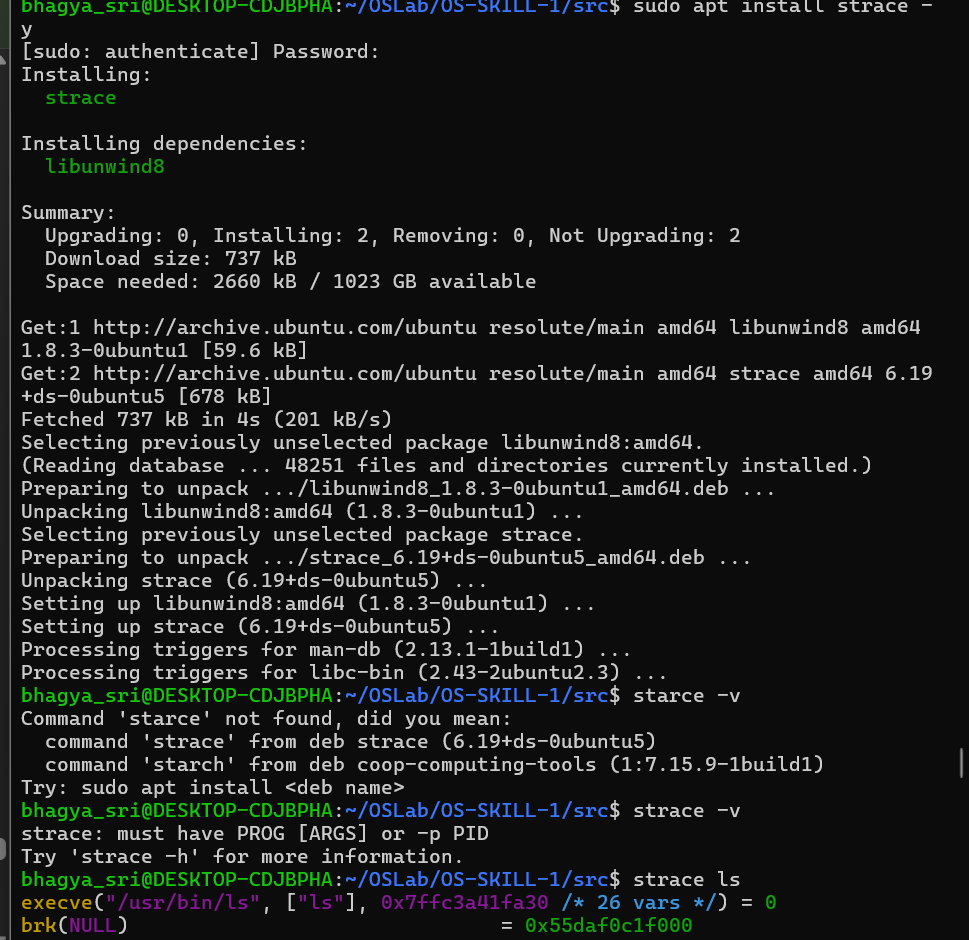 bhagya_sri@DESKTOP-CDJBPHA:~/OSLab/OS-SKILL-1/src$ sudo apt install strace -
y
[sudo: authenticate] Password:
Installing:
  strace

Installing dependencies:
  libunwind8

Summary:
  Upgrading: 0, Installing: 2, Removing: 0, Not Upgrading: 2
  Download size: 737 kB
  Space needed: 2660 kB / 1023 GB available

Get:1 http://archive.ubuntu.com/ubuntu resolute/main amd64 libunwind8 amd64
1.8.3-0ubuntu1 [59.6 kB]
Get:2 http://archive.ubuntu.com/ubuntu resolute/main amd64 strace amd64 6.19
+ds-0ubuntu5 [678 kB]
Fetched 737 kB in 4s (201 kB/s)
Selecting previously unselected package libunwind8:amd64.
(Reading database ... 48251 files and directories currently installed.)
Preparing to unpack .../libunwind8_1.8.3-0ubuntu1_amd64.deb ...
Unpacking libunwind8:amd64 (1.8.3-0ubuntu1) ...
Selecting previously unselected package strace.
Preparing to unpack .../strace_6.19+ds-0ubuntu5_amd64.deb ...
Unpacking strace (6.19+ds-0ubuntu5) ...
Setting up libunwind8:amd64 (1.8.3-0ubuntu1) ...
Setting up strace (6.19+ds-0ubuntu5) ...
Processing triggers for man-db (2.13.1-1build1) ...
Processing triggers for libc-bin (2.43-2ubuntu2.3) ...
bhagya_sri@DESKTOP-CDJBPHA:~/OSLab/OS-SKILL-1/src$ starce -v
Command 'starce' not found, did you mean:
  command 'strace' from deb strace (6.19+ds-0ubuntu5)
  command 'starch' from deb coop-computing-tools (1:7.15.9-1build1)
Try: sudo apt install <deb name>
bhagya_sri@DESKTOP-CDJBPHA:~/OSLab/OS-SKILL-1/src$ strace -v
strace: must have PROG [ARGS] or -p PID
Try 'strace -h' for more information.
bhagya_sri@DESKTOP-CDJBPHA:~/OSLab/OS-SKILL-1/src$ strace ls
execve("/usr/bin/ls", ["ls"], 0x7ffc3a41fa30 /* 26 vars */) = 0
brk(NULL)                               = 0x55daf0c1f000